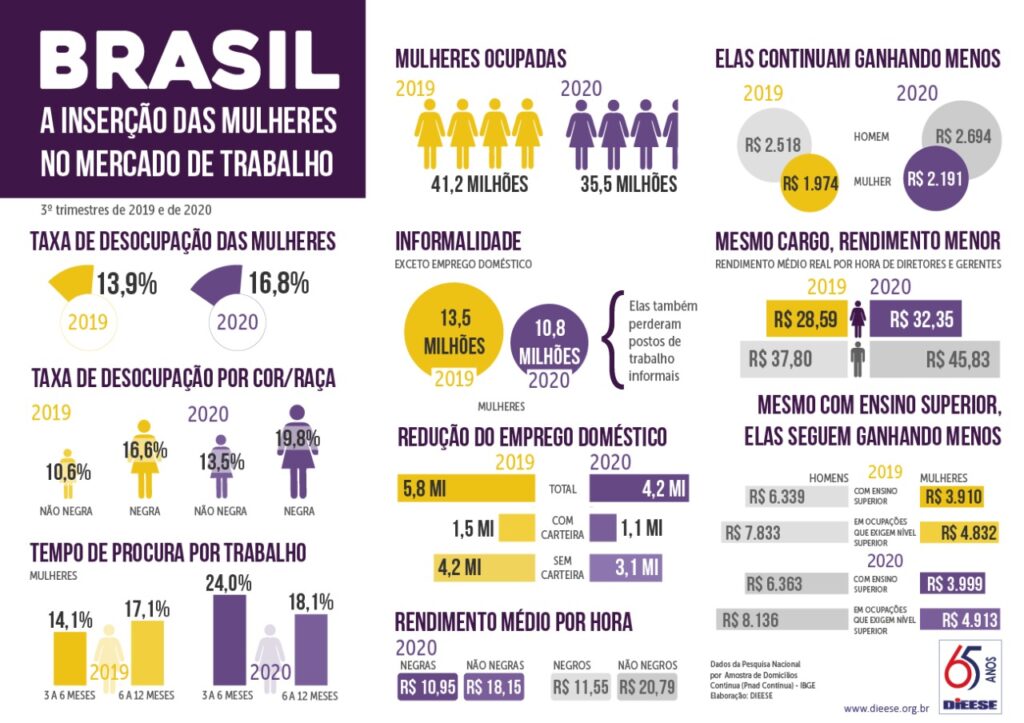 BRASIL
A INSERÇÃO DAS MULHERES
NO MERCADO DE TRABALHO
3º trimestres de 2019 e de 2020
TAXA DE DESOCUPAÇÃO DAS MULHERES
13,9%
2019
16,8%
2020
TAXA DE DESOCUPAÇÃO POR COR/RAÇA
2019
2020
10,6%
16,6%
13,5%
19,8%
NÃO NEGRA
NEGRA
NÃO NEGRA
NEGRA
TEMPO DE PROCURA POR TRABALHO
MULHERES
14,1%
17,1%
24,0%
18,1%
2019
2020
3 A 6 MESES
6 A 12 MESES
3 A 6 MESES
6 A 12 MESES
MULHERES OCUPADAS
2019
2020
41,2 MILHÕES
35,5 MILHÕES
INFORMALIDADE
EXCETO EMPREGO DOMÉSTICO
13,5
MILHÕES
2019
10,8
MILHÕES
2020
Elas também
perderam
postos de
trabalho
informais
MULHERES
REDUÇÃO DO EMPREGO DOMÉSTICO
2019
2020
5,8 MI
TOTAL
4,2 MI
1,5 MI
COM
CARTEIRA
1,1 MI
4,2 MI
SEM
CARTEIRA
3,1 MI
RENDIMENTO MÉDIO POR HORA
2020
NEGRAS
NÃO NEGRAS
NEGROS
NÃO NEGROS
R$ 10,95
R$ 18,15
R$ 11,55
R$ 20,79
ELAS CONTINUAM GANHANDO MENOS
2019
2020
R$ 2.518
HOMEM
R$ 2.694
R$ 1.974
MULHER
R$ 2.191
MESMO CARGO, RENDIMENTO MENOR
RENDIMENTO MÉDIO REAL POR HORA DE DIRETORES E GERENTES
2019
2020
R$ 28,59
R$ 32,35
R$ 37,80
R$ 45,83
MESMO COM ENSINO SUPERIOR,
ELAS SEGUEM GANHANDO MENOS
HOMENS
2019
MULHERES
R$ 6.339
COM ENSINO
SUPERIOR
R$ 3.910
R$ 7.833
EM OCUPAÇÕES
QUE EXIGEM NÍVEL
SUPERIOR
R$ 4.832
2020
R$ 6.363
COM ENSINO
SUPERIOR
R$ 3.999
R$ 8.136
EM OCUPAÇÕES
QUE EXIGEM NÍVEL
SUPERIOR
R$ 4.913
Dados da Pesquisa Nacional
por Amostra de Domicílios
Contínua (Pnad Contínua) - IBGE
Elaboração: DIEESE
65 ANOS
DIEESE
www.dieese.org.br